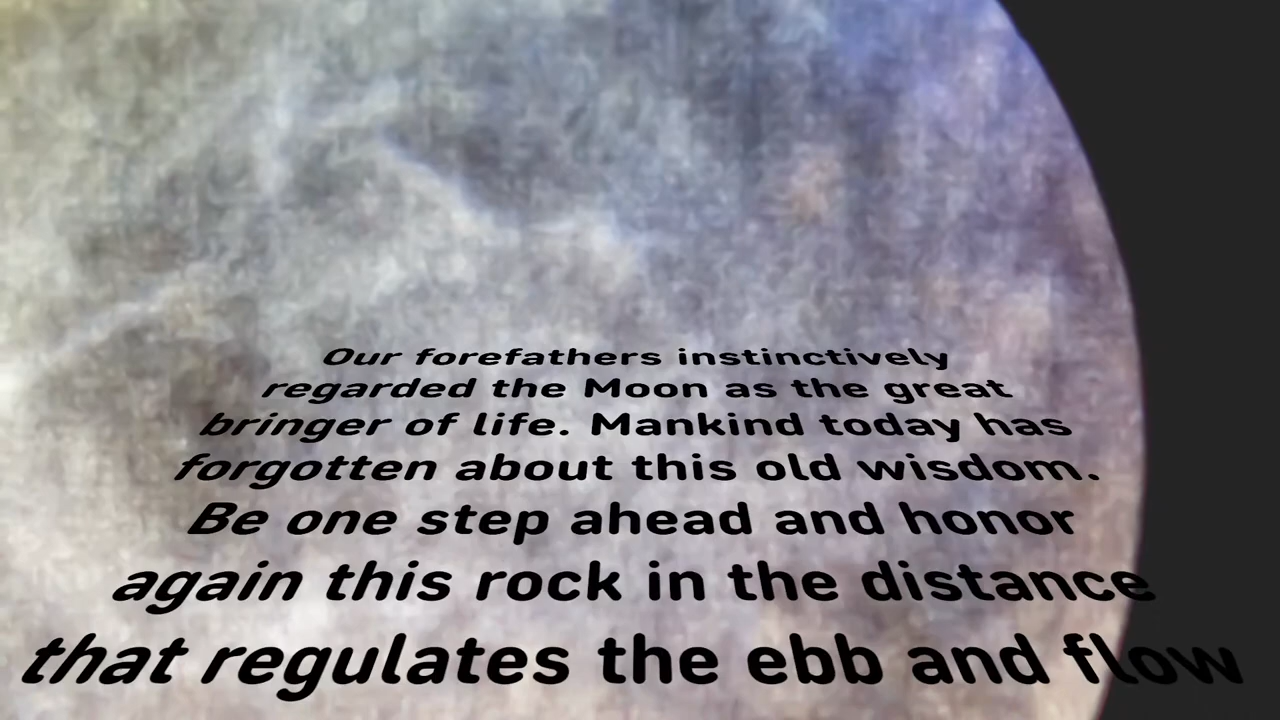 Our forefathers instinctively
regarded the Moon as the great
bringer of life. Mankind today has
forgotten about this old wisdom.
Be one step ahead and honor
again this rock in the distance
that regulates the ebb and flow